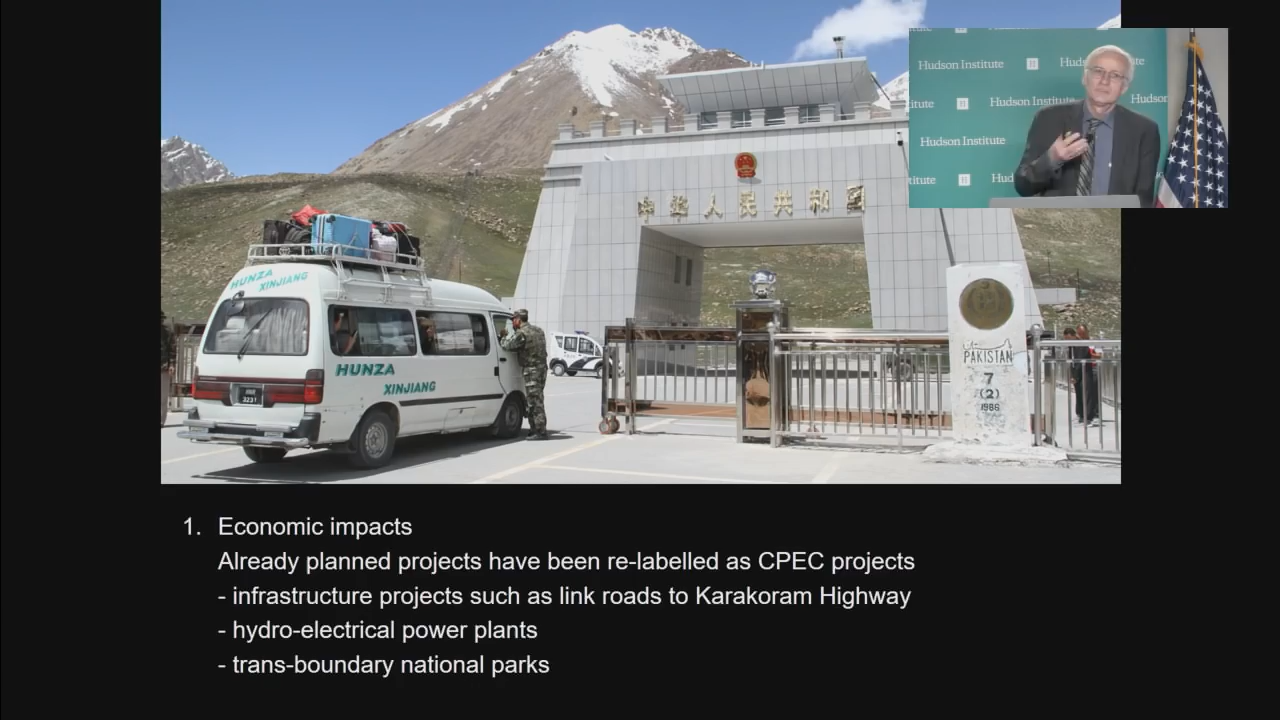 Hudson Institute
Hudson Institute
Hudson
Hudson Institute
中华人民共和国
HUNZA
XINJIANG
HUNZA
XINJIANG
3231
PAKISTAN
7
(2)
1986
1. Economic impacts
Already planned projects have been re-labelled as CPEC projects
- infrastructure projects such as link roads to Karakoram Highway
- hydro-electrical power plants
- trans-boundary national parks